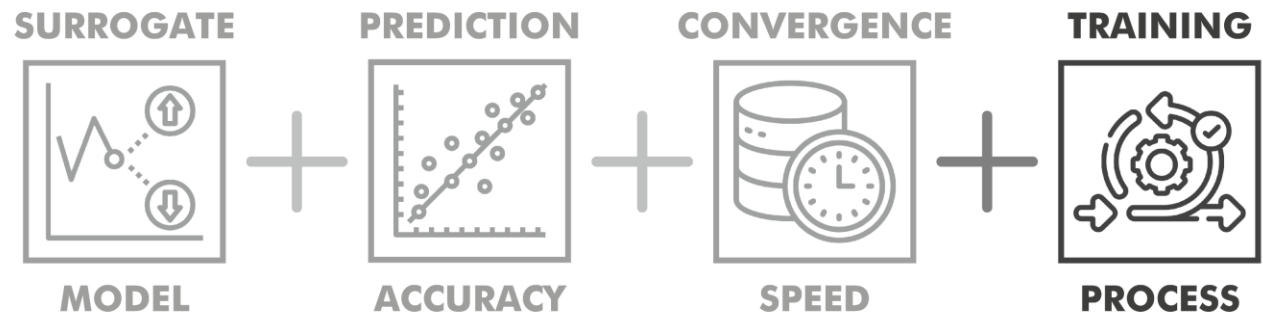 SURROGATE
MODEL
PREDICTION
ACCURACY
CONVERGENCE
SPEED
TRAINING
PROCESS